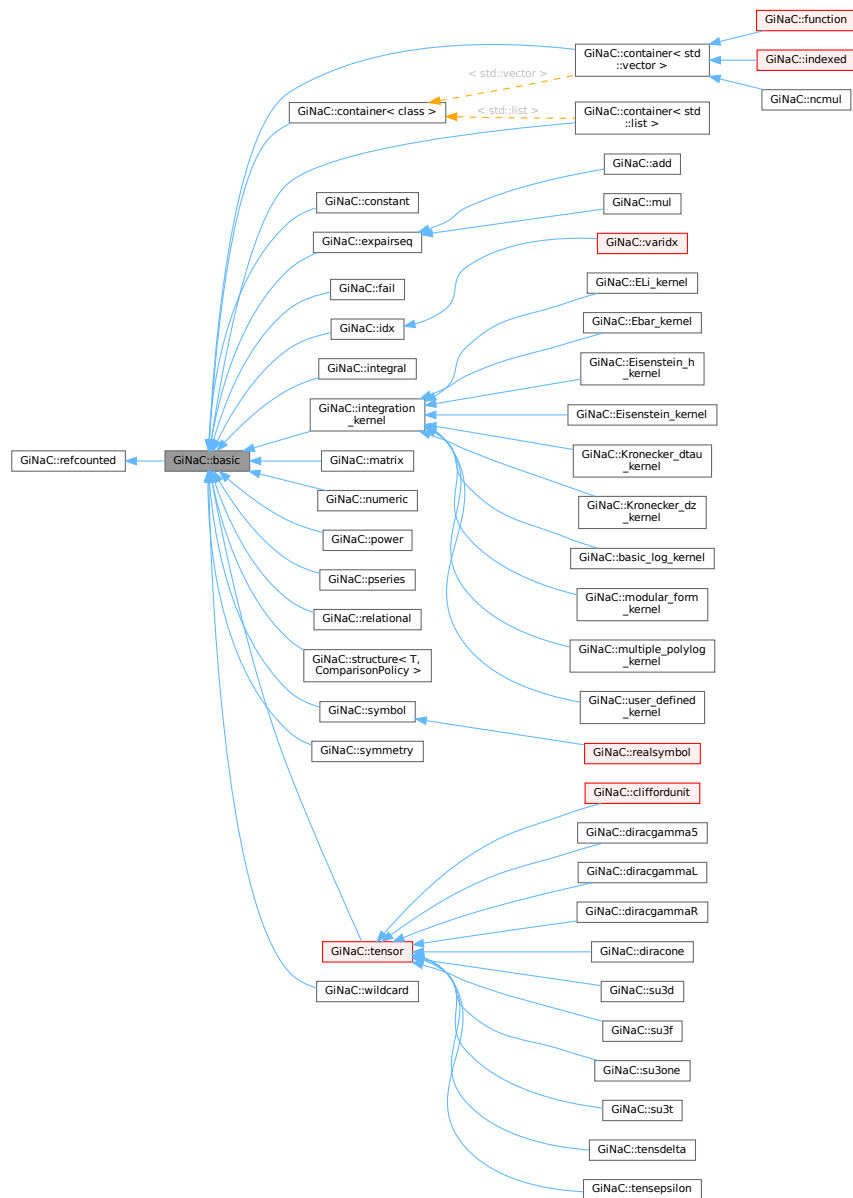 GiNaC::function
GiNaC::container< std
::vector >
GiNaC::indexed
< std::vector >
GiNaC::ncmul
GiNaC::container< class >
< std::list >
GiNaC::container< std
::list >
GiNaC::add
GiNaC::constant
GiNaC::mul
GiNaC::expairseq
GiNaC::varidx
GiNaC::fail
GiNaC::ELi_kernel
GiNaC::idx
GiNaC::Ebar_kernel
GiNaC::integral
GiNaC::Eisenstein_h
_kernel
GiNaC::integration
_kernel
GiNaC::Eisenstein_kernel
GiNaC::refcounted
GiNaC::basic
GiNaC::matrix
GiNaC::Kronecker_dtau
_kernel
GiNaC::numeric
GiNaC::Kronecker_dz
_kernel
GiNaC::power
GiNaC::basic_log_kernel
GiNaC::pseries
GiNaC::modular_form
_kernel
GiNaC::relational
GiNaC::multiple_polylog
_kernel
GiNaC::structure< T,
ComparisonPolicy >
GiNaC::user_defined
_kernel
GiNaC::symbol
GiNaC::symmetry
GiNaC::realsymbol
GiNaC::cliffordunit
GiNaC::diracgamma5
GiNaC::diracgammaL
GiNaC::diracgammaR
GiNaC::tensor
GiNaC::diracone
GiNaC::wildcard
GiNaC::su3d
GiNaC::su3f
GiNaC::su3one
GiNaC::su3t
GiNaC::tensdelta
GiNaC::tensepsilon